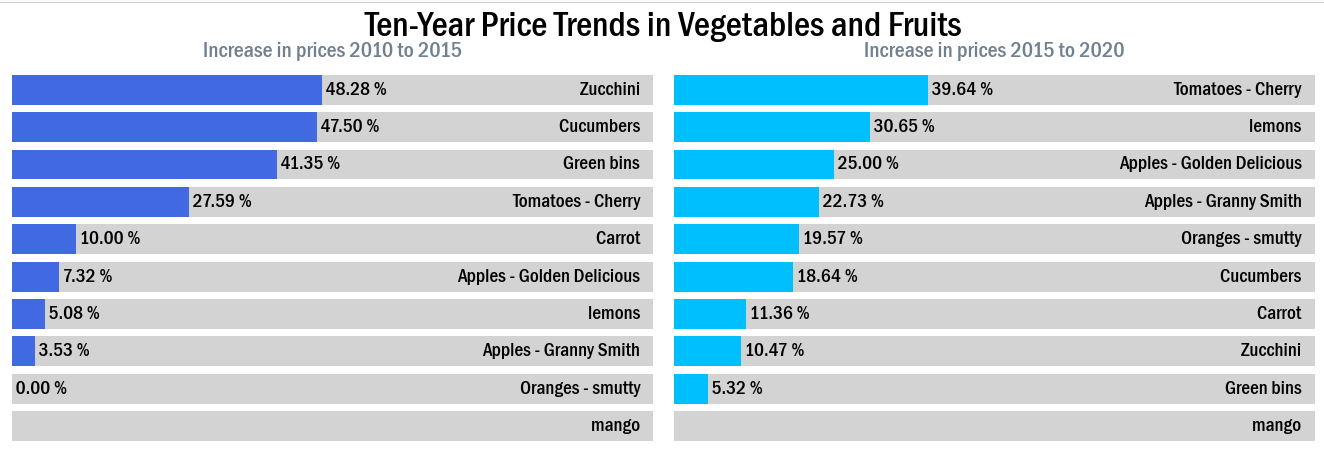 Ten-Year Price Trends in Vegetables and Fruits
Increase in prices 2010 to 2015
48.28 % Zucchini
47.50 % Cucumbers
41.35 % Green bins
27.59 % Tomatoes - Cherry
10.00 % Carrot
7.32 % Apples - Golden Delicious
5.08 % lemons
3.53 % Apples - Granny Smith
0.00 % Oranges - smutty
mango
Increase in prices 2015 to 2020
39.64 % Tomatoes - Cherry
30.65 % lemons
25.00 % Apples - Golden Delicious
22.73 % Apples - Granny Smith
19.57 % Oranges - smutty
18.64 % Cucumbers
11.36 % Carrot
10.47 % Zucchini
5.32 % Green bins
mango